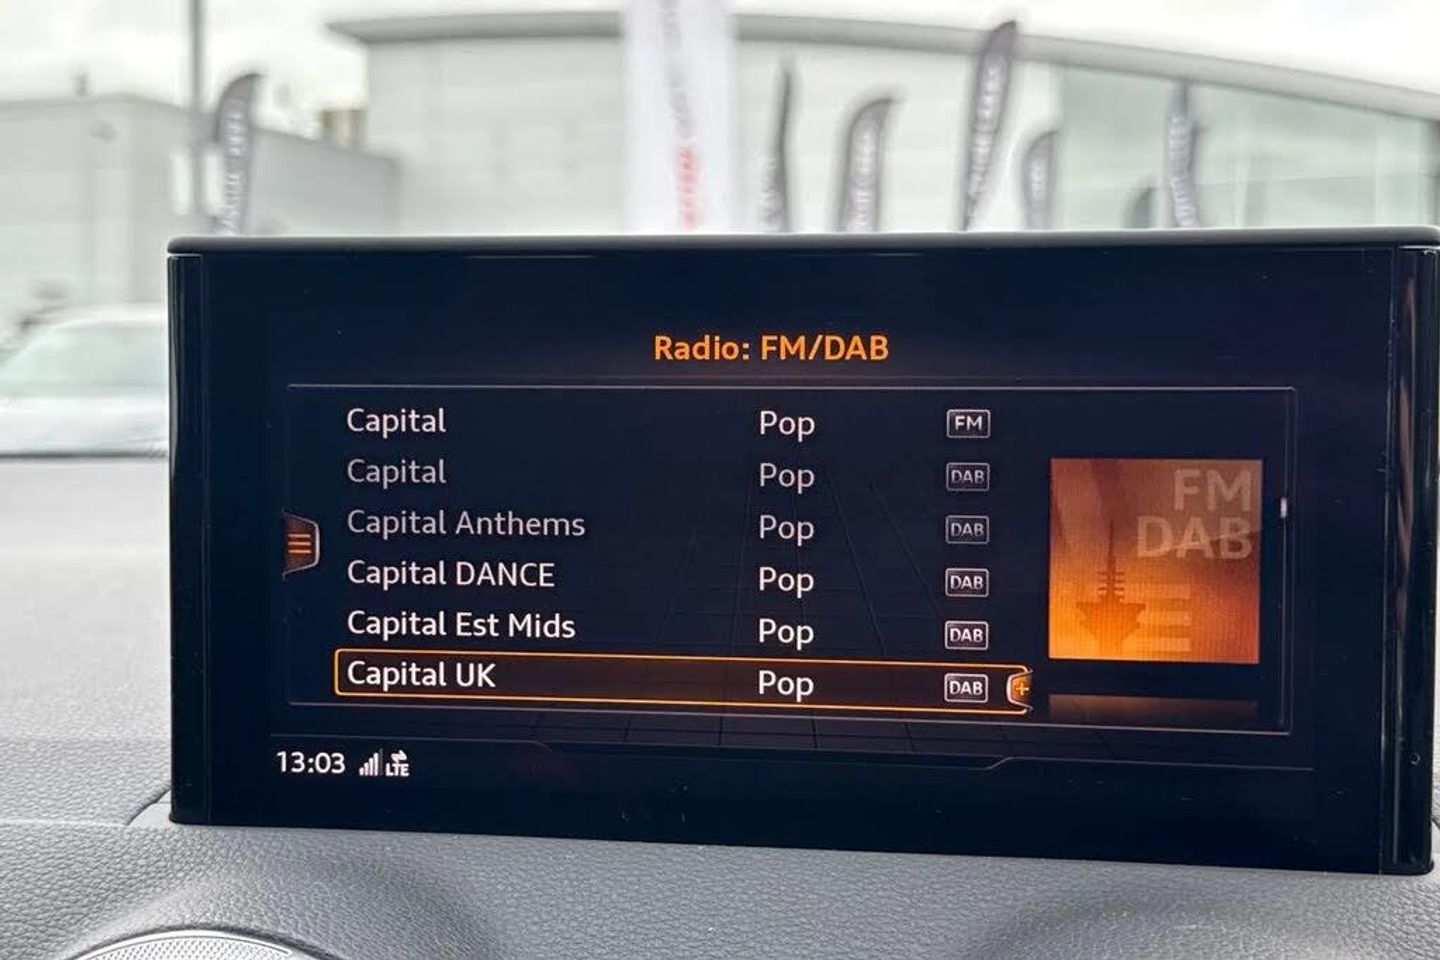 Radio: FM/DAB
Capital Pop FM
Capital Pop DAB
Capital Anthems Pop DAB
Capital DANCE Pop DAB
Capital Est Mids Pop DAB
Capital UK Pop DAB +
FM
DAB
13:03 LTE